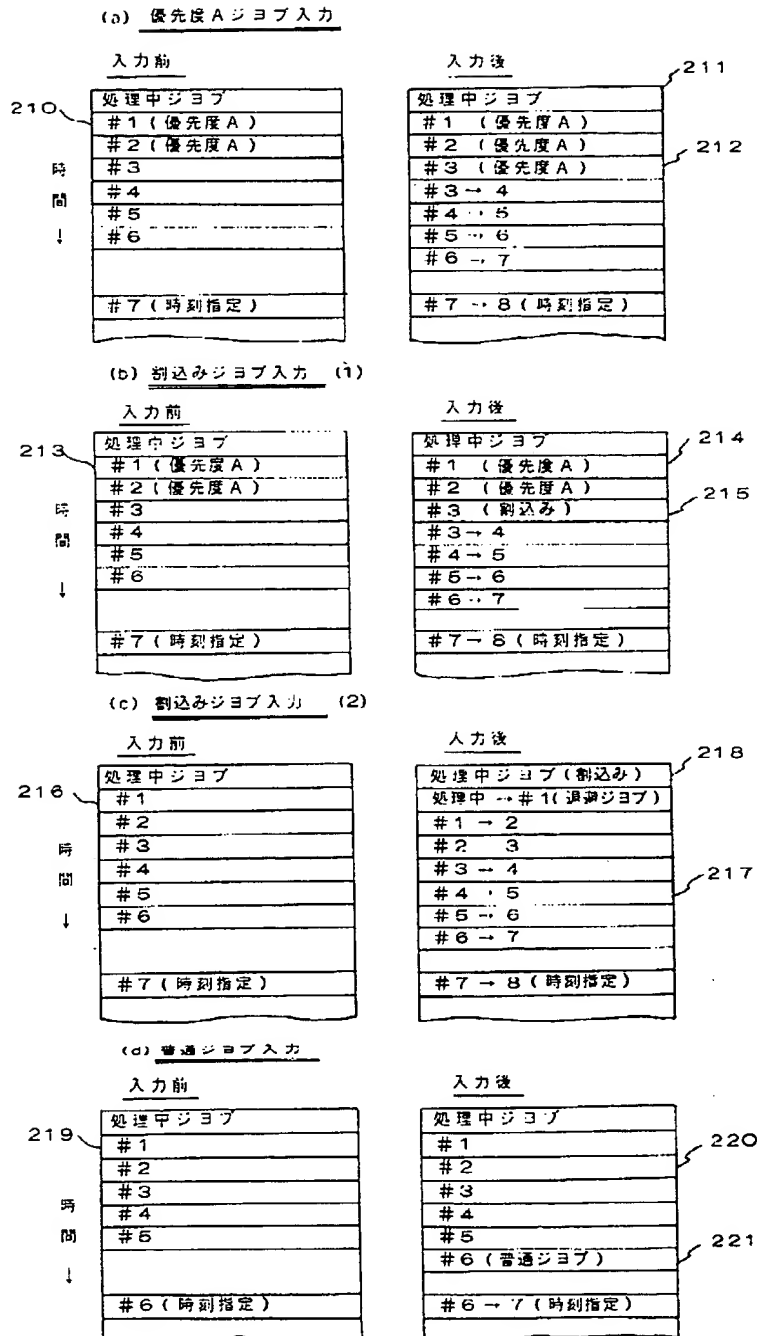 (a) 優先度Aジョブ入力
入力前
入力後
211
処理中ジョブ
処理中ジョブ
210
#1(優先度A)
#1 (優先度A)
#2(優先度A)
#2 (優先度A)
212
時間↓
#3
#3 (優先度A)
#4
#3→4
#5
#4→5
#6
#5→6
#6→7
#7(時刻指定)
#7→8(時刻指定)
(b) 割込みジョブ入力 (1)
入力前
入力後
213
処理中ジョブ
処理中ジョブ
214
#1(優先度A)
#1 (優先度A)
#2(優先度A)
#2 (優先度A)
215
時間↓
#3
#3 (割込み)
#4
#3→4
#5
#4→5
#6
#5→6
#6→7
#7(時刻指定)
#7→8(時刻指定)
(c) 割込みジョブ入力 (2)
入力前
入力後
処理中ジョブ
処理中ジョブ(割込み)
218
216
#1
処理中→#1(退避ジョブ)
#2
#1→2
時間↓
#3
#2 3
#4
#3→4
217
#5
#4→5
#6
#5→6
#6→7
#7(時刻指定)
#7→8(時刻指定)
(d) 普通ジョブ入力
入力前
入力後
処理中ジョブ
処理中ジョブ
219
#1
#1
220
#2
#2
時間↓
#3
#3
#4
#4
#5
#5
221
#6(普通ジョブ)
#6(時刻指定)
#6→7(時刻指定)